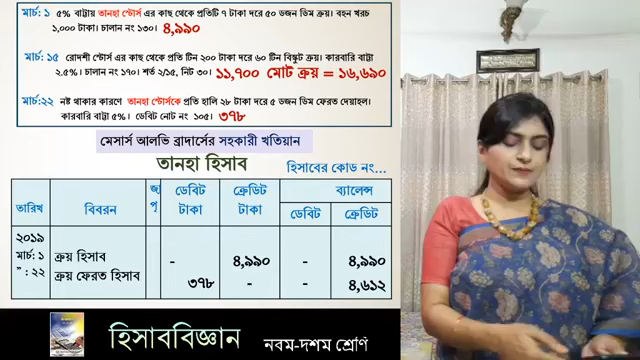 মার্চ: ১ ৫% বাট্টায় তানহা স্টোর্স এর কাছ থেকে প্রতিটি ৭ টাকা দরে ৫০ ডজন ডিম ক্রয়। বহন খরচ
১,০০০ টাকা। চালান নং ১৩০। ৪,৯৯০
মার্চ: ১৫ রোদশী স্টোর্স এর কাছ থেকে প্রতি টিন ২০০ টাকা দরে ৬০ টিন বিস্কুট ক্রয়। কারবারি বাট্টা
২.৫%। চালান নং ১৭০। শর্ত ২/১৫, নিট ৩০। ১১,৭০০ মোট ক্রয় = ১৬,৬৯০
মার্চ:২২ নষ্ট থাকার কারণে তানহা স্টোর্সকে প্রতি হালি ২৮ টাকা দরে ৫ ডজন ডিম ফেরত দেয়াহল।
কারবারি বাট্টা ৫%। ডেবিট নোট নং ১০৫। ৩৭৮
মেসার্স আলভি ব্রাদার্সের সহকারী খতিয়ান
তানহা হিসাব হিসাবের কোড নং...
তারিখ বিবরন জা পৃ ডেবিট টাকা ক্রেডিট টাকা ব্যালেন্স
ডেবিট ক্রেডিট
২০১৯
মার্চ: ১ ক্রয় হিসাব - ৪,৯৯০ - ৪,৯৯০
" : ২২ ক্রয় ফেরত হিসাব ৩৭৮ - - ৪,৬১২
হিসাববিজ্ঞান নবম-দশম শ্রেণি